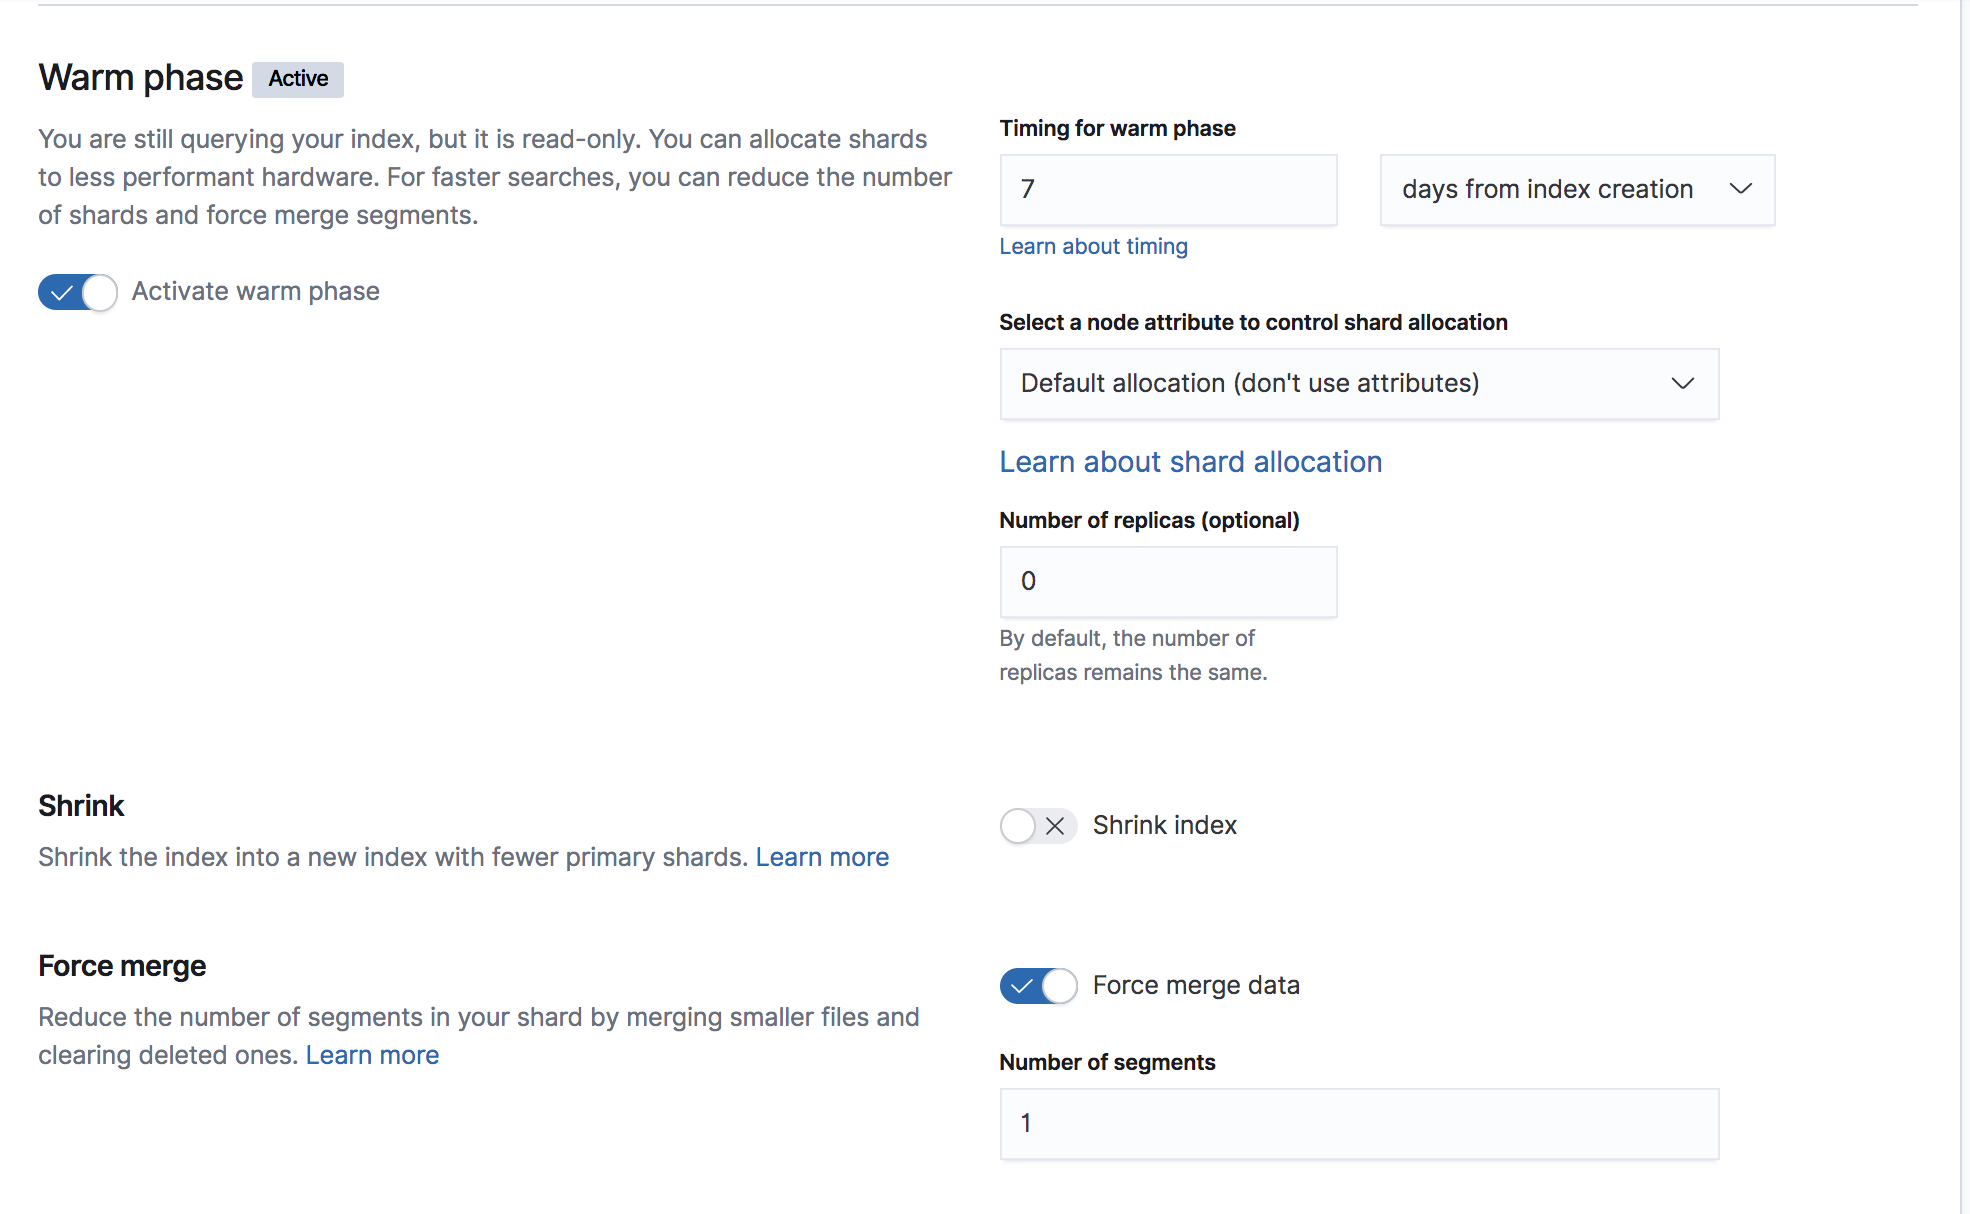 Warm phase Active
You are still querying your index, but it is read-only. You can allocate shards
to less performant hardware. For faster searches, you can reduce the number
of shards and force merge segments.
Activate warm phase
Timing for warm phase
7
days from index creation
Learn about timing
Select a node attribute to control shard allocation
Default allocation (don't use attributes)
Learn about shard allocation
Number of replicas (optional)
0
By default, the number of
replicas remains the same.
Shrink
Shrink the index into a new index with fewer primary shards. Learn more
Shrink index
Force merge
Reduce the number of segments in your shard by merging smaller files and
clearing deleted ones. Learn more
Force merge data
Number of segments
1